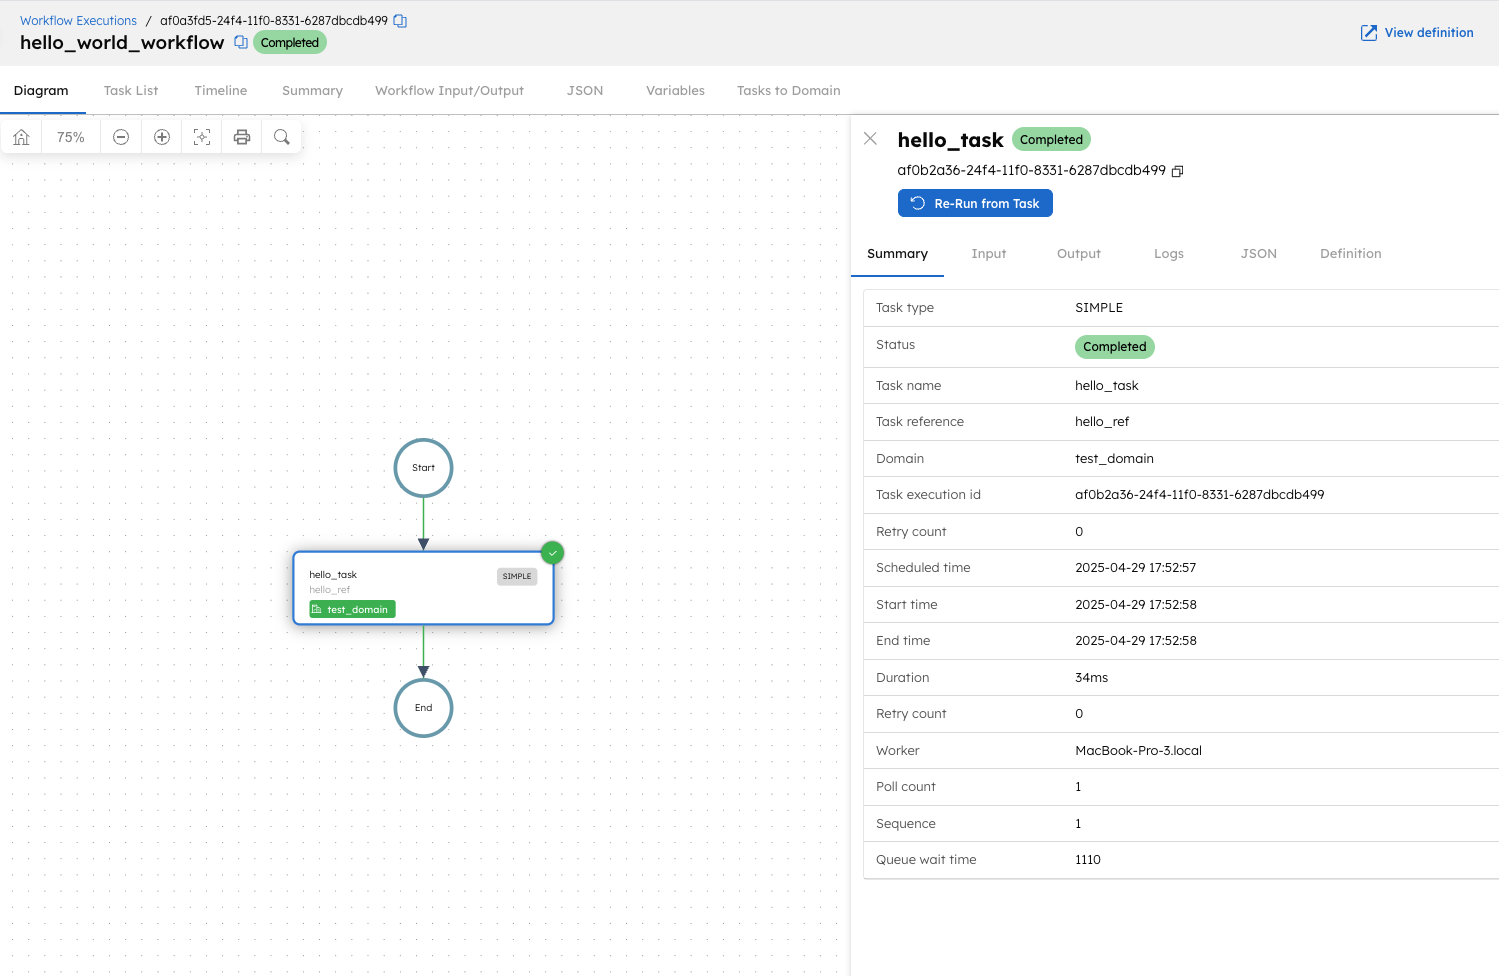 Workflow Executions / af0a3fd5-24f4-11f0-8331-6287dbcdb499
hello_world_workflow Completed
View definition
Diagram Task List Timeline Summary Workflow Input/Output JSON Variables Tasks to Domain
75%
Start
hello_task SIMPLE
hello_ref
test_domain
End
hello_task Completed
af0b2a36-24f4-11f0-8331-6287dbcdb499
Re-Run from Task
Summary Input Output Logs JSON Definition
Task type SIMPLE
Status Completed
Task name hello_task
Task reference hello_ref
Domain test_domain
Task execution id af0b2a36-24f4-11f0-8331-6287dbcdb499
Retry count 0
Scheduled time 2025-04-29 17:52:57
Start time 2025-04-29 17:52:58
End time 2025-04-29 17:52:58
Duration 34ms
Retry count 0
Worker MacBook-Pro-3.local
Poll count 1
Sequence 1
Queue wait time 1110